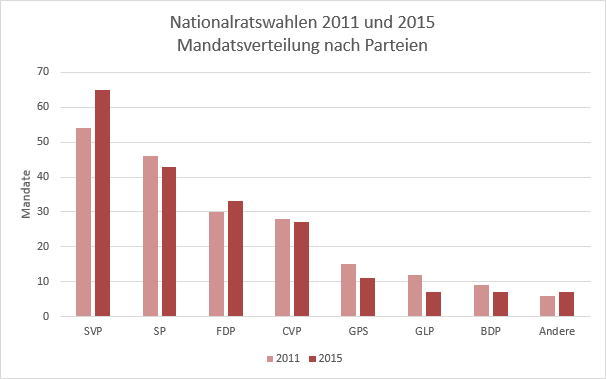 Nationalratswahlen 2011 und 2015
Mandatsverteilung nach Parteien
70
60
50
40
30
20
10
0
Mandate
SVP SP FDP CVP GPS GLP BDP Andere
2011 2015